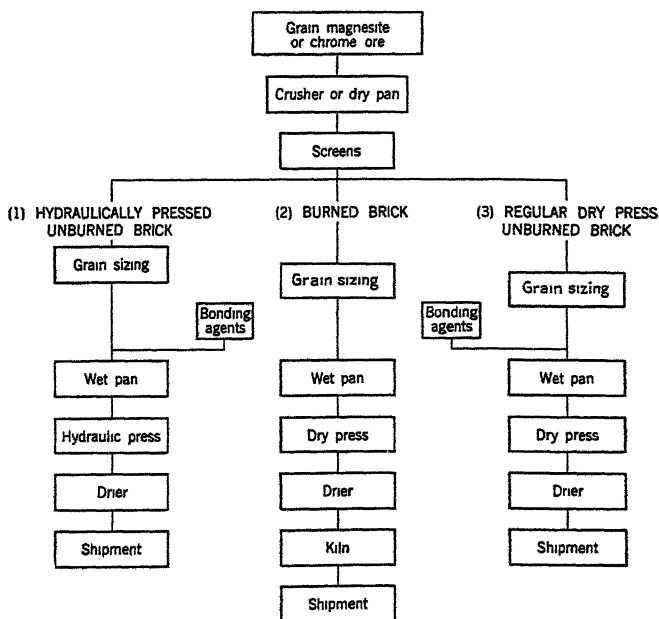 Grain magnesite
or chrome ore
Crusher or dry pan
Screens
(1) HYDRAULICALLY PRESSED
UNBURNED BRICK
Grain sizing
Bonding
agents
Wet pan
Hydraulic press
Drier
Shipment
(2) BURNED BRICK
Grain sizing
Wet pan
Dry press
Drier
Kiln
Shipment
(3) REGULAR DRY PRESS
UNBURNED BRICK
Grain sizing
Bonding
agents
Wet pan
Dry press
Drier
Shipment